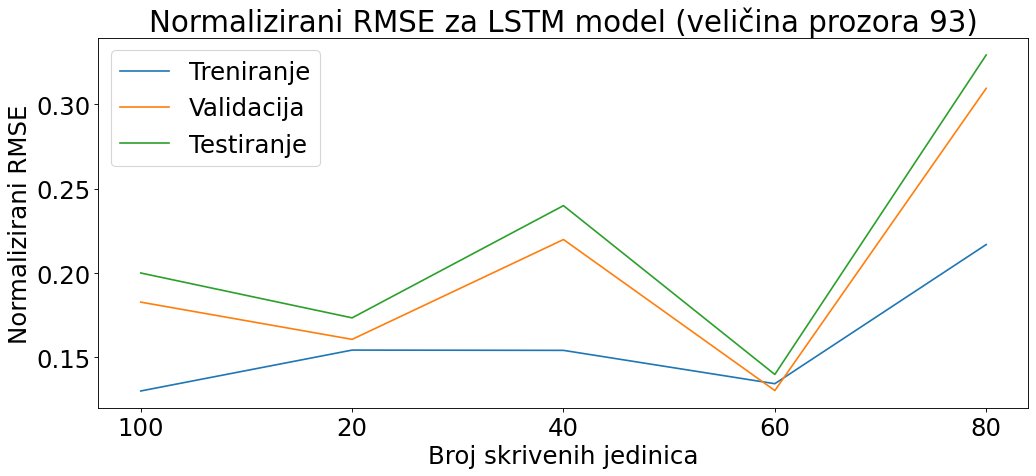 Normalizirani RMSE za LSTM model (veličina prozora 93)
Treniranje
Validacija
Testiranje
Normalizirani RMSE
0.30
0.25
0.20
0.15
100 20 40 60 80
Broj skrivenih jedinica